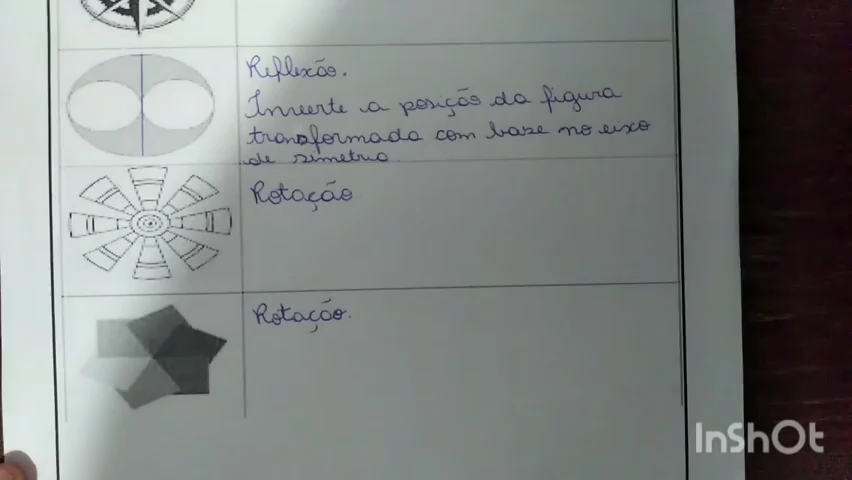 Reflexão.
Inverte a posição da figura
transformada com base no eixo
de simetria.
Rotação
Rotação.
InShOt